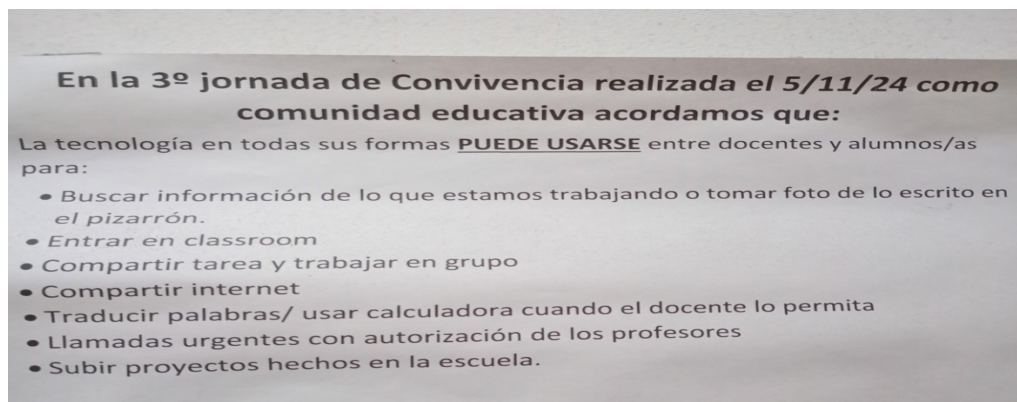 En la 3º jornada de Convivencia realizada el 5/11/24 como
comunidad educativa acordamos que:
La tecnología en todas sus formas PUEDE USARSE entre docentes y alumnos/as
para:
• Buscar información de lo que estamos trabajando o tomar foto de lo escrito en
el pizarrón.
• Entrar en classroom
• Compartir tarea y trabajar en grupo
• Compartir internet
• Traducir palabras/ usar calculadora cuando el docente lo permita
• Llamadas urgentes con autorización de los profesores
• Subir proyectos hechos en la escuela.